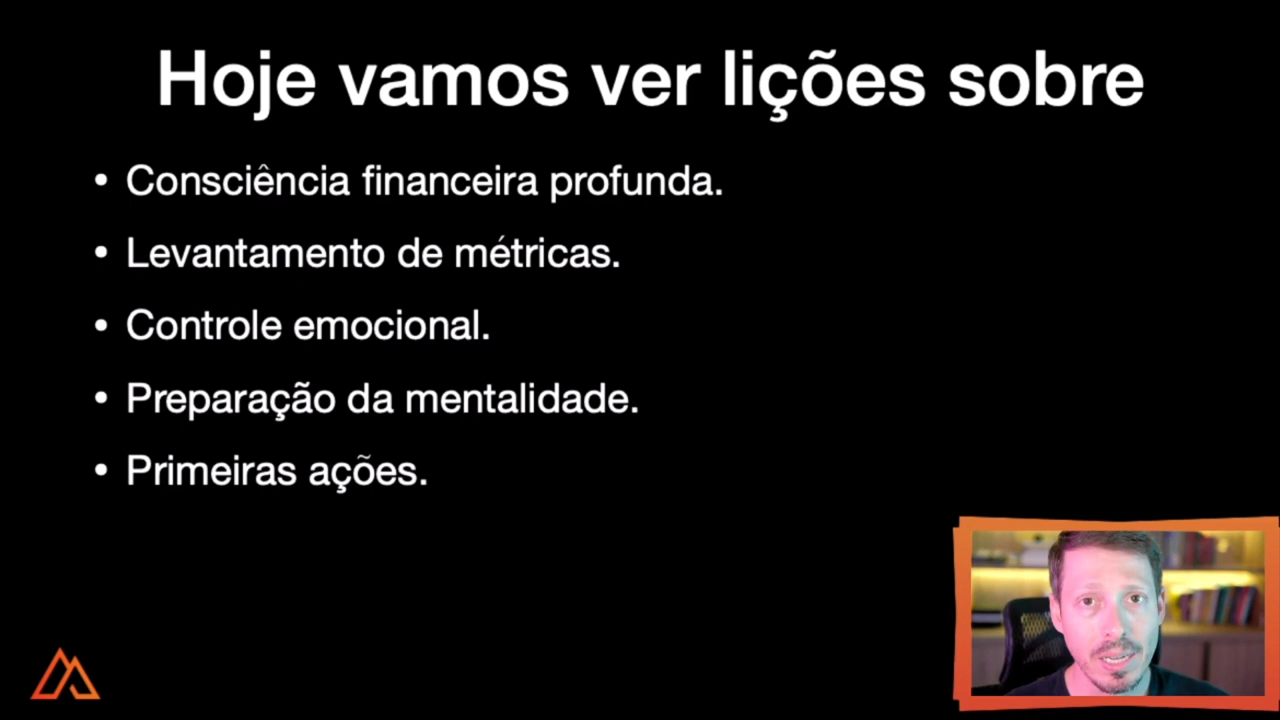 Hoje vamos ver lições sobre
• Consciência financeira profunda.
• Levantamento de métricas.
• Controle emocional.
• Preparação da mentalidade.
• Primeiras ações.